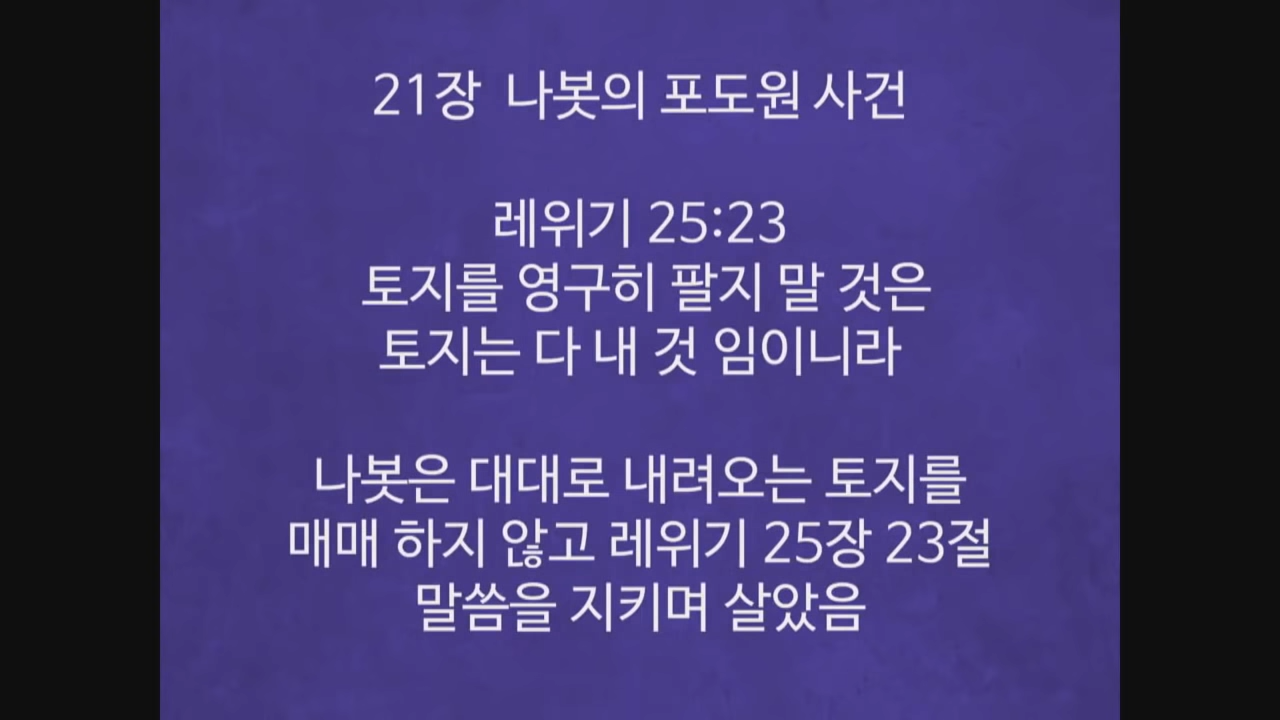 21장 나봇의 포도원 사건
레위기 25:23
토지를 영구히 팔지 말 것은
토지는 다 내 것 임이니라
나봇은 대대로 내려오는 토지를
매매 하지 않고 레위기 25장 23절
말씀을 지키며 살았음